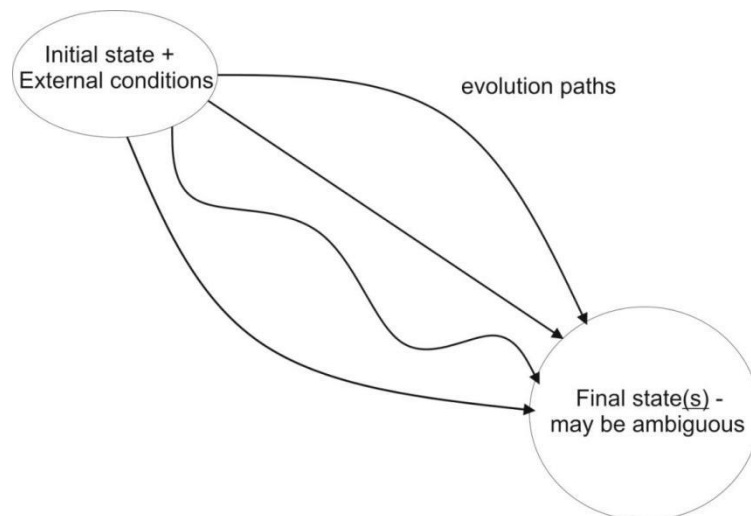 Initial state +
External conditions
evolution paths
Final state(s) -
may be ambiguous